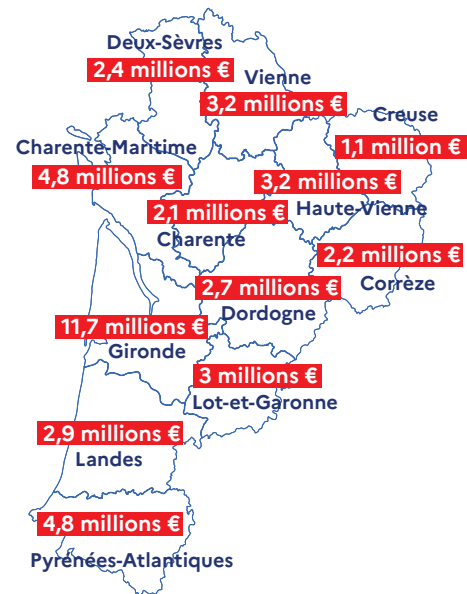 Deux-Sèvres
2,4 millions €
Vienne
3,2 millions €
Creuse
1,1 million €
Charente-Maritime
4,8 millions €
3,2 millions €
Haute-Vienne
2,1 millions €
Charente
2,2 millions €
Corrèze
2,7 millions €
Dordogne
11,7 millions €
Gironde
3 millions €
Lot-et-Garonne
2,9 millions €
Landes
4,8 millions €
Pyrénées-Atlantiques